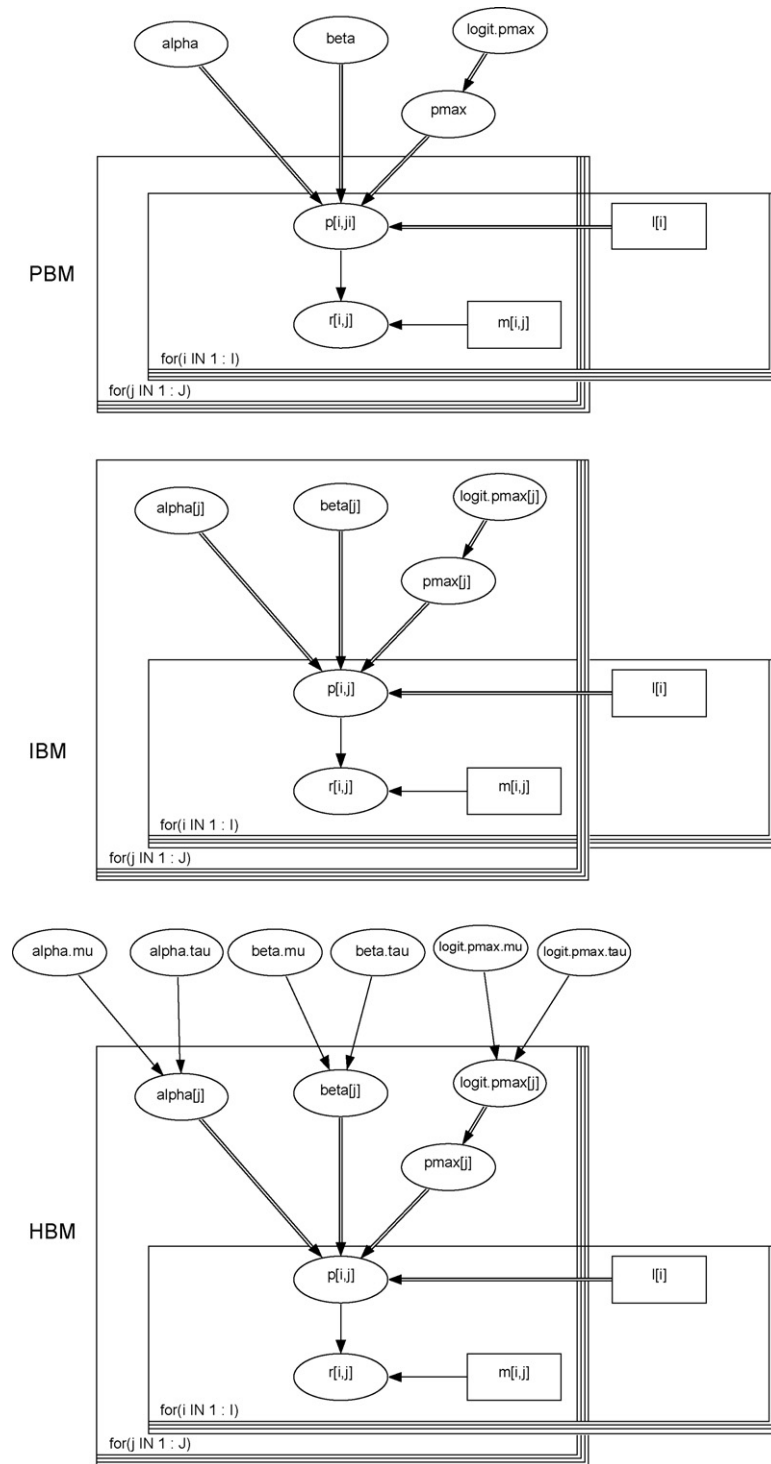 alpha
beta
logit.pmax
pmax
p[i,ji]
l[i]
PBM
r[i,j]
m[i,j]
for(i IN 1 : I)
for(j IN 1 : J)
alpha[j]
beta[j]
logit.pmax[j]
pmax[j]
p[i,j]
l[i]
IBM
r[i,j]
m[i,j]
for(i IN 1 : I)
for(j IN 1 : J)
alpha.mu
alpha.tau
beta.mu
beta.tau
logit.pmax.mu
logit.pmax.tau
alpha[j]
beta[j]
logit.pmax[j]
pmax[j]
HBM
p[i,j]
l[i]
r[i,j]
m[i,j]
for(i IN 1 : I)
for(j IN 1 : J)